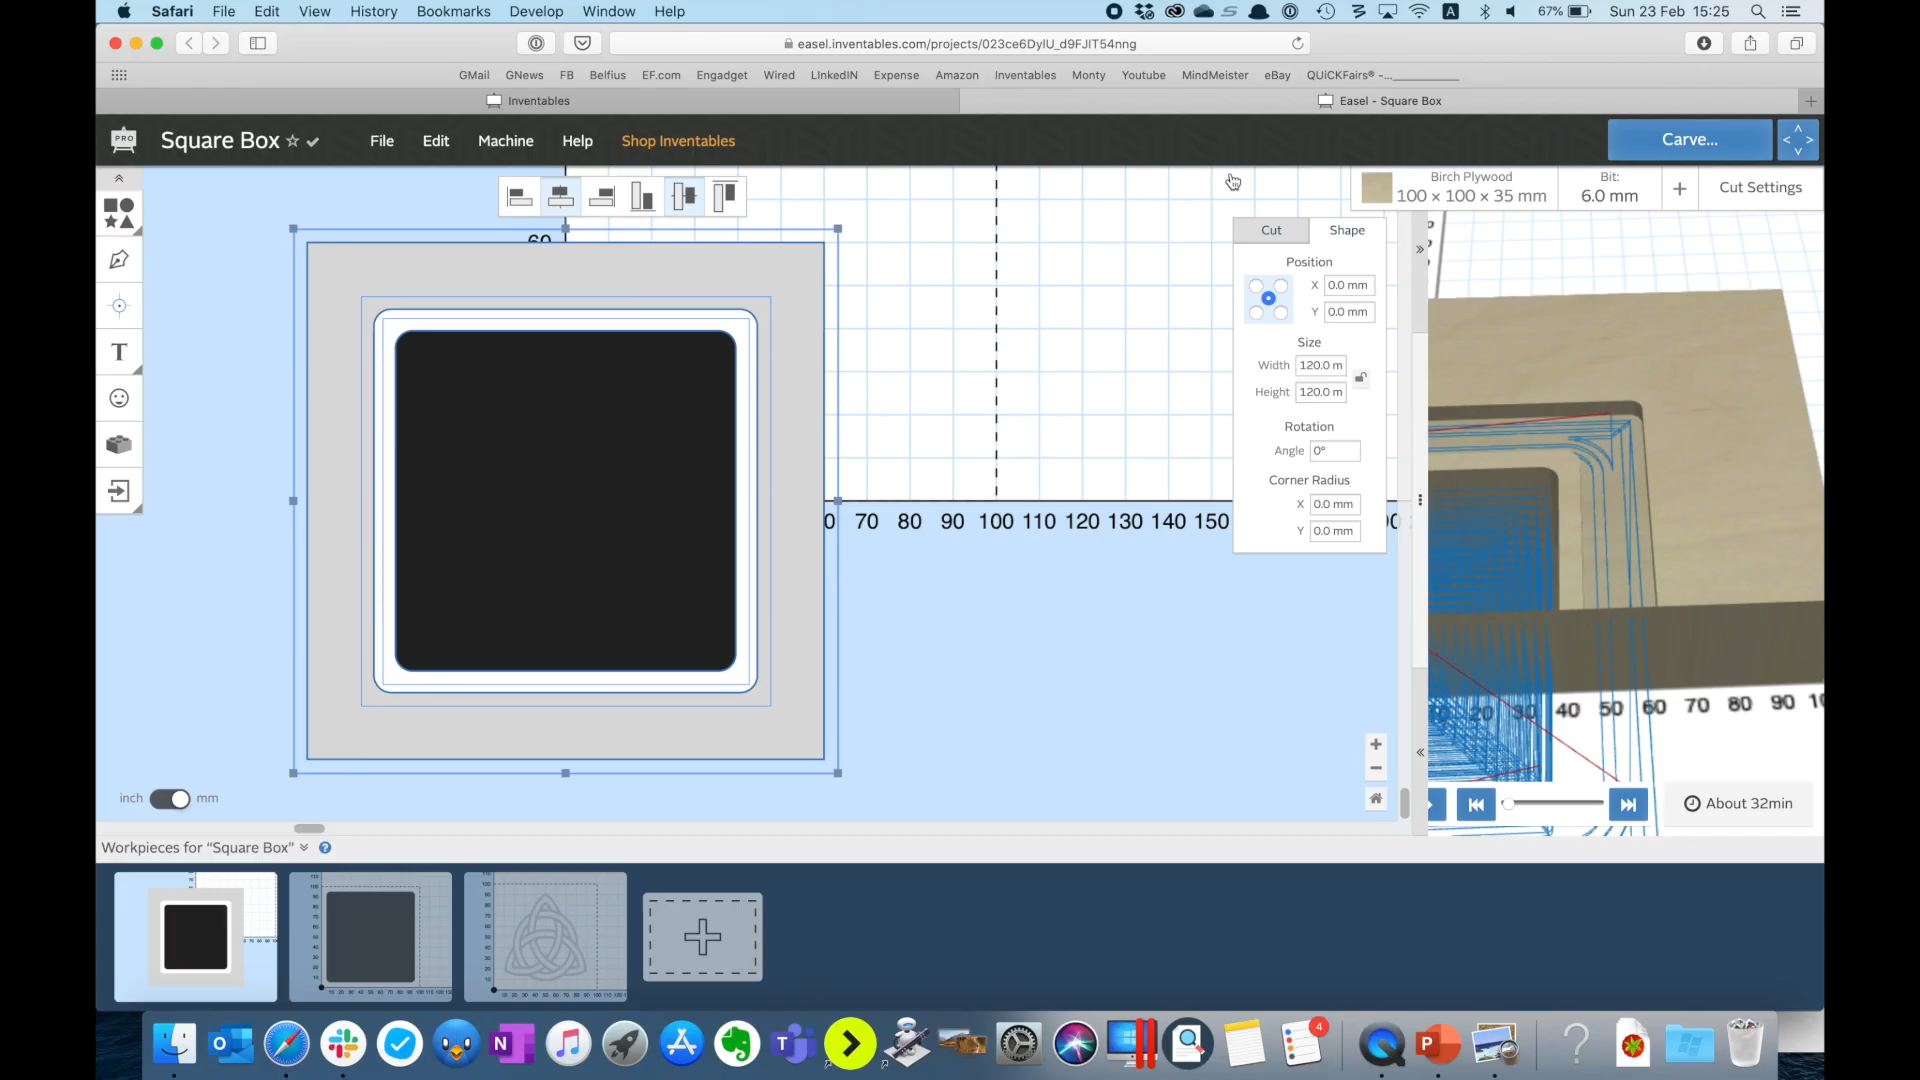 Safari File Edit View History Bookmarks Develop Window Help
67% Sun 23 Feb 15:25
easel.inventables.com/projects/023ce6DylU_d9FJIT54nng
GMail GNews FB Belfius EF.com Engadget Wired LInkedIN Expense Amazon Inventables Monty Youtube MindMeister eBay QUiCKFairs® -...
Inventables
Easel - Square Box
PRO
Square Box
File Edit Machine Help Shop Inventables
Carve...
Birch Plywood
100 × 100 × 35 mm
Bit:
6.0 mm
Cut Settings
Cut Shape
Position
X 0.0 mm
Y 0.0 mm
Size
Width 120.0 m
Height 120.0 m
Rotation
Angle 0°
Corner Radius
X 0.0 mm
Y 0.0 mm
70 80 90 100 110 120 130 140 150
20 30 40 50 60 70 80 90
inch mm
About 32min
Workpieces for "Square Box"
T
4